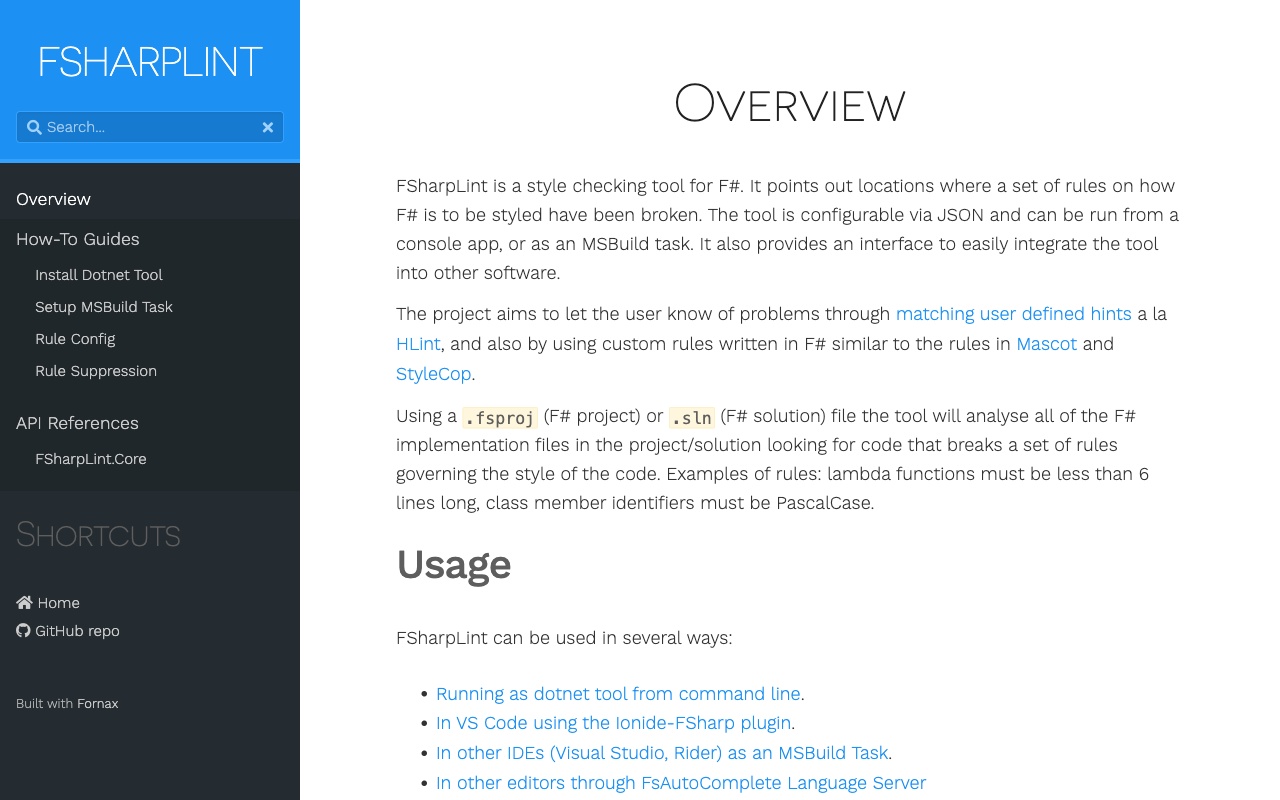 FSHARPLINT
Search...
Overview
How-To Guides
Install Dotnet Tool
Setup MSBuild Task
Rule Config
Rule Suppression
API References
FSharpLint.Core
Shortcuts
Home
GitHub repo
Built with Fornax
Overview
FSharpLint is a style checking tool for F#. It points out locations where a set of rules on how
F# is to be styled have been broken. The tool is configurable via JSON and can be run from a
console app, or as an MSBuild task. It also provides an interface to easily integrate the tool
into other software.
The project aims to let the user know of problems through matching user defined hints a la
HLint, and also by using custom rules written in F# similar to the rules in Mascot and
StyleCop.
Using a .fsproj (F# project) or .sln (F# solution) file the tool will analyse all of the F#
implementation files in the project/solution looking for code that breaks a set of rules
governing the style of the code. Examples of rules: lambda functions must be less than 6
lines long, class member identifiers must be PascalCase.
Usage
FSharpLint can be used in several ways:
• Running as dotnet tool from command line.
• In VS Code using the Ionide-FSharp plugin.
• In other IDEs (Visual Studio, Rider) as an MSBuild Task.
• In other editors through FsAutoComplete Language Server